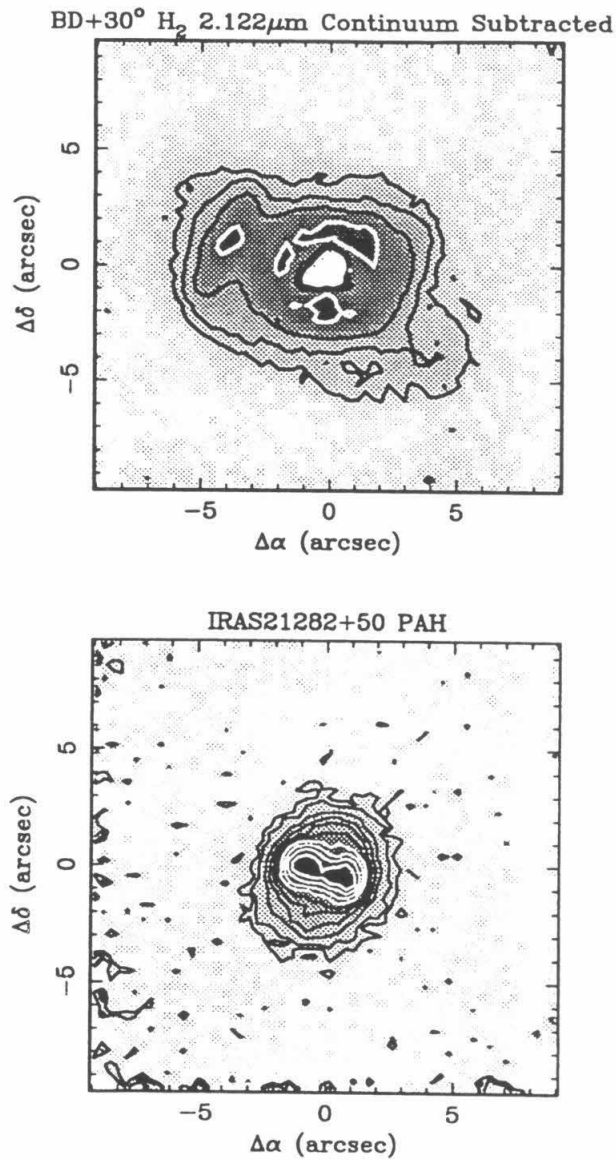 BD+30° H₂ 2.122μm Continuum Subtracted
Δδ (arcsec)
5
0
−5
−5 0 5
Δα (arcsec)
IRAS21282+50 PAH
Δδ (arcsec)
5
0
−5
−5 0 5
Δα (arcsec)